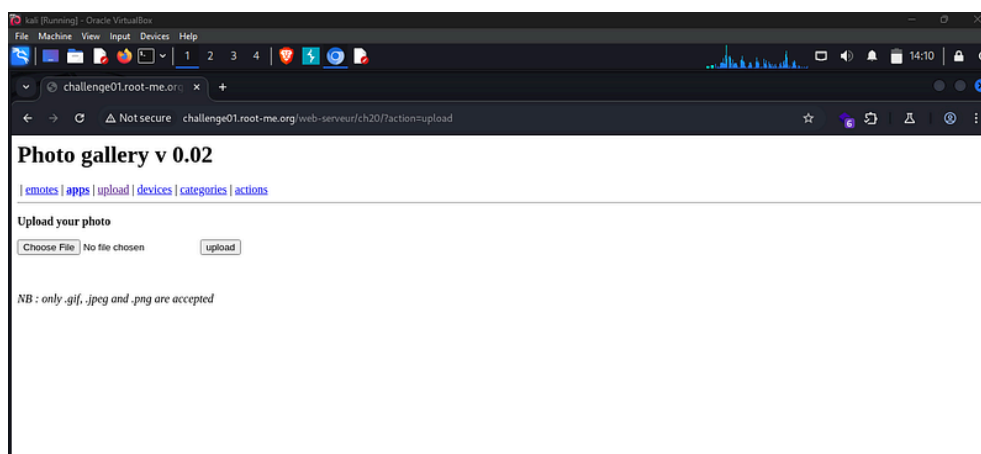 kali [Running] - Oracle VirtualBox
File Machine View Input Devices Help
1 2 3 4 14:10
challenge01.root-me.org
Not secure challenge01.root-me.org/web-serveur/ch20/?action=upload
6
Photo gallery v 0.02
| emotes | apps | upload | devices | categories | actions
Upload your photo
Choose File No file chosen upload
NB : only .gif, .jpeg and .png are accepted